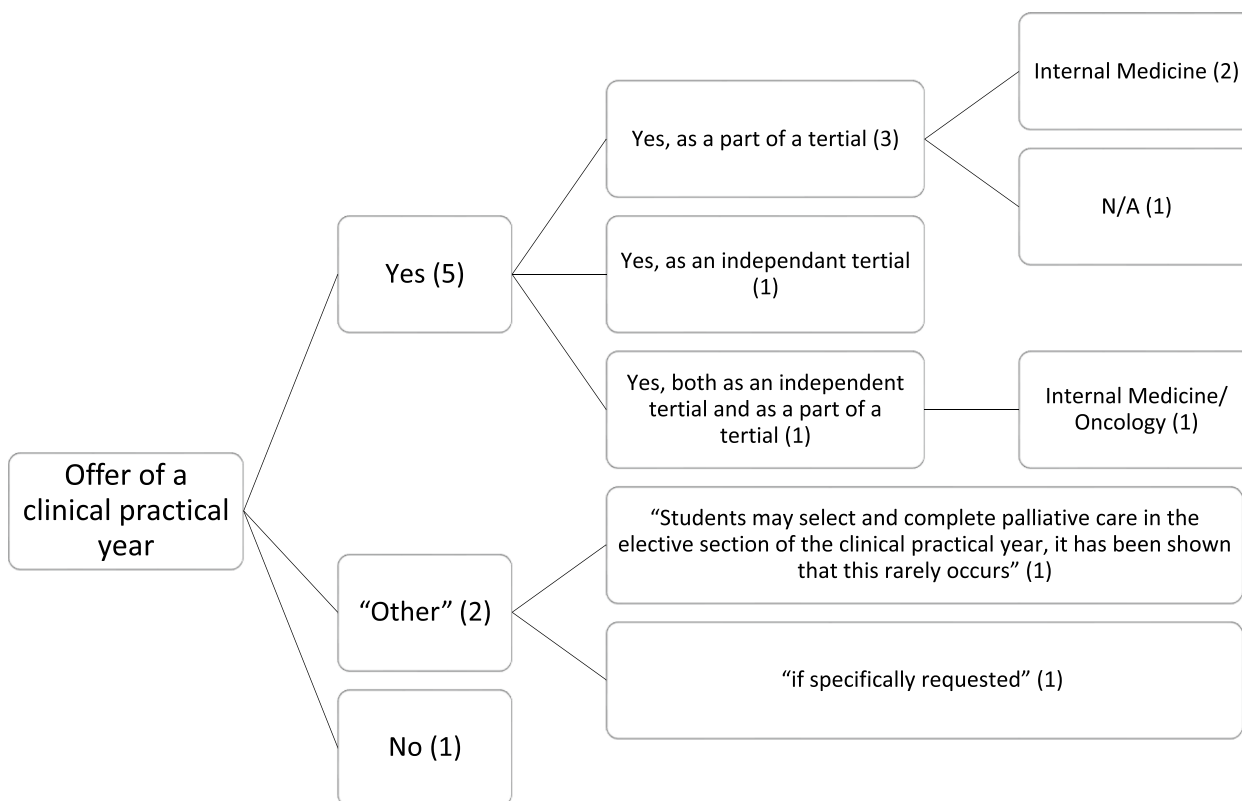 Offer of a
clinical practical
year
Yes (5)
Yes, as a part of a tertial (3)
Internal Medicine (2)
N/A (1)
Yes, as an independant tertial
(1)
Yes, both as an independent
tertial and as a part of a
tertial (1)
Internal Medicine/
Oncology (1)
“Other” (2)
“Students may select and complete palliative care in the
elective section of the clinical practical year, it has been shown
that this rarely occurs” (1)
“if specifically requested” (1)
No (1)